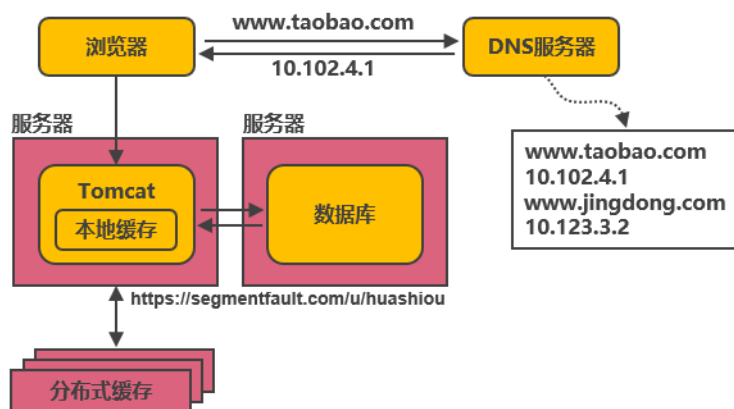 www.taobao.com
浏览器
DNS服务器
10.102.4.1
服务器
服务器
www.taobao.com
10.102.4.1
www.jingdong.com
10.123.3.2
Tomcat
本地缓存
数据库
https://segmentfault.com/u/huashiou
分布式缓存